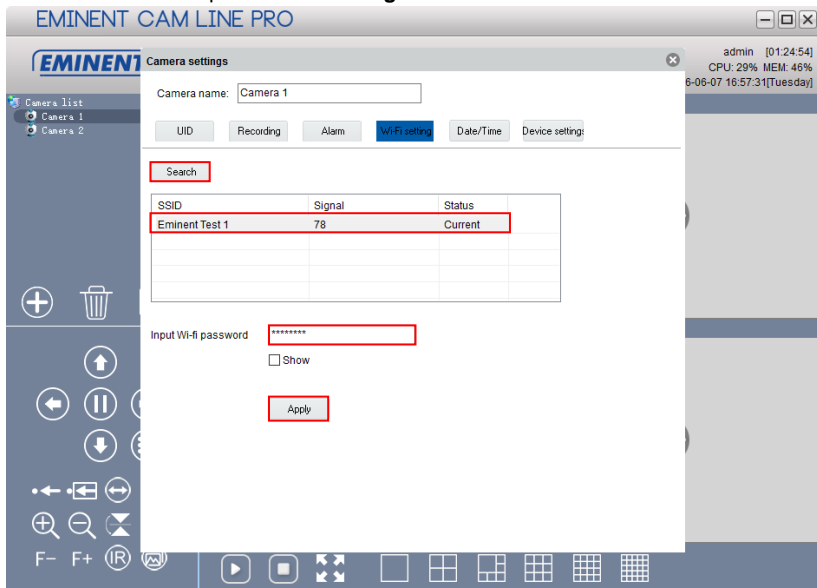 EMINENT CAM LINE PRO
EMINENT
admin [01:24:54]
CPU: 29% MEM: 46%
6-06-07 16:57:31[Tuesday]
Camera list
Camera 1
Camera 2
Camera settings
Camera name: Camera 1
UID Recording Alarm Wi-Fi setting Date/Time Device settings
Search
SSID Signal Status
Eminent Test 1 78 Current
Input Wi-fi password ********
Show
Apply
F- F+ IR